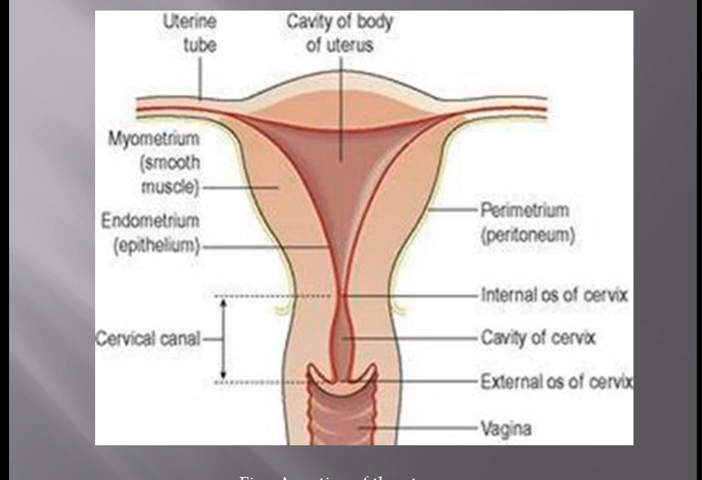 Uterine
tube
Cavity of body
of uterus
Myometrium
(smooth
muscle)
Endometrium
(epithelium)
Perimetrium
(peritoneum)
Internal os of cervix
Cervical canal
Cavity of cervix
External os of cervix
Vagina